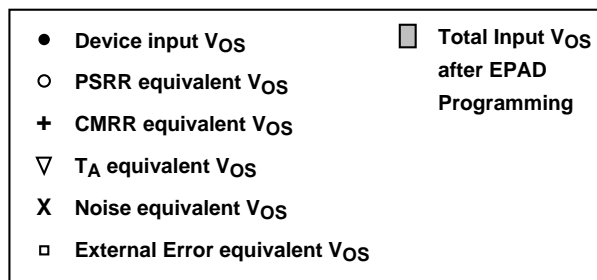 ● Device input VOS
○ PSRR equivalent VOS
+ CMRR equivalent VOS
▽ TA equivalent VOS
X Noise equivalent VOS
□ External Error equivalent VOS
Total Input VOS
after EPAD
Programming